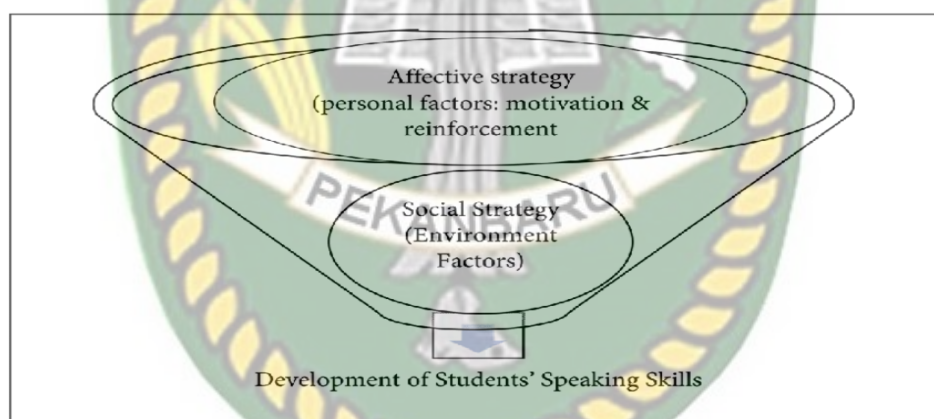 Affective strategy
(personal factors: motivation &
reinforcement
PEKANBARU
Social Strategy
(Environment
Factors)
Development of Students' Speaking Skills